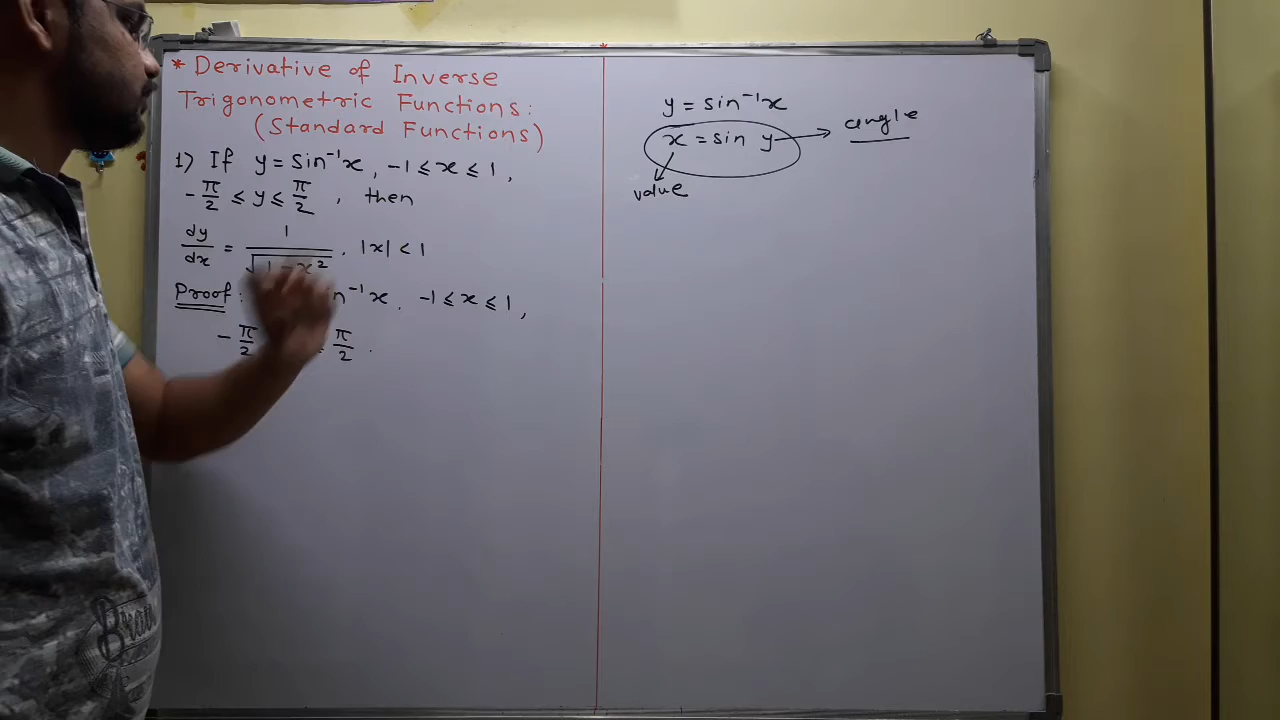 * Derivative of Inverse
Trigonometric Functions:
(Standard Functions)
1) If y = sin⁻¹x, -1 ⩽ x ⩽ 1,
-π/2 ⩽ y ⩽ π/2, then
dy/dx = 1/√(1-x²), |x| < 1
Proof: n⁻¹x, -1 ⩽ x ⩽ 1,
-π/2 π/2.
y = sin⁻¹x
x = sin y → angle
value